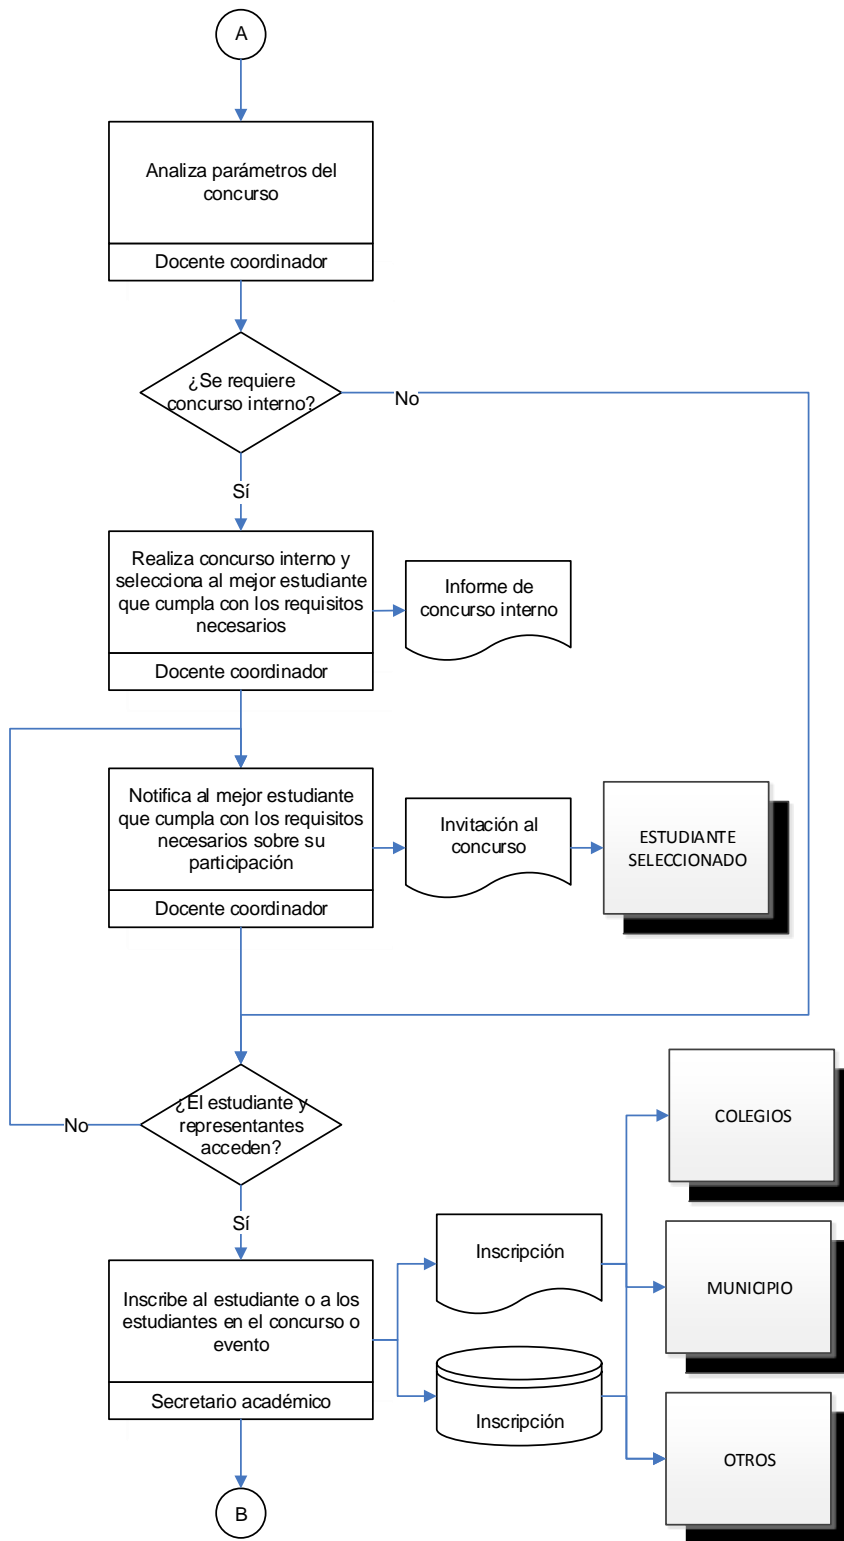 A
Analiza parámetros del
concurso
Docente coordinador
¿Se requiere
concurso interno?
No
Sí
Realiza concurso interno y
selecciona al mejor estudiante
que cumpla con los requisitos
necesarios
Docente coordinador
Informe de
concurso interno
Notifica al mejor estudiante
que cumpla con los requisitos
necesarios sobre su
participación
Docente coordinador
Invitación al
concurso
ESTUDIANTE
SELECCIONADO
¿El estudiante y
representantes
acceden?
No
Sí
Inscribe al estudiante o a los
estudiantes en el concurso o
evento
Secretario académico
Inscripción
Inscripción
COLEGIOS
MUNICIPIO
OTROS
B